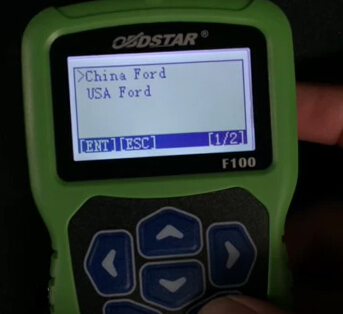 OBDSTAR®
>China Ford
USA Ford
[ENT][ESC] [1/2]
F100